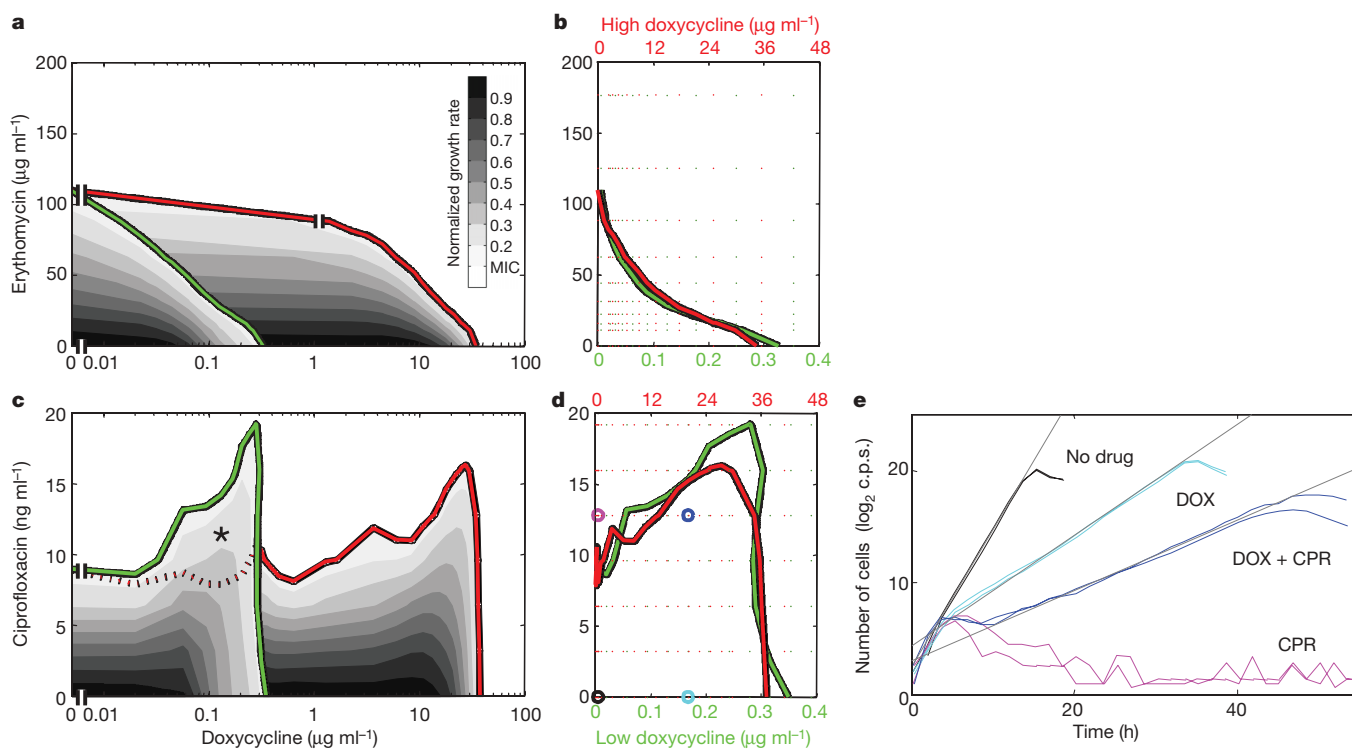 a
Erythomycin (μg ml⁻¹)
200
150
100
50
0
0 0.01 0.1 1 10 100
Normalized growth rate
0.9
0.8
0.7
0.6
0.5
0.4
0.3
0.2
MIC
b
High doxycycline (μg ml⁻¹)
0 12 24 36 48
200
150
100
50
0
0 0.1 0.2 0.3 0.4
c
Ciprofloxacin (ng ml⁻¹)
20
15
10
5
0
*
0 0.01 0.1 1 10 100
Doxycycline (μg ml⁻¹)
d
0 12 24 36 48
20
15
10
5
0
0 0.1 0.2 0.3 0.4
Low doxycycline (μg ml⁻¹)
e
Number of cells (log₂ c.p.s.)
20
10
0
No drug
DOX
DOX + CPR
CPR
0 20 40
Time (h)